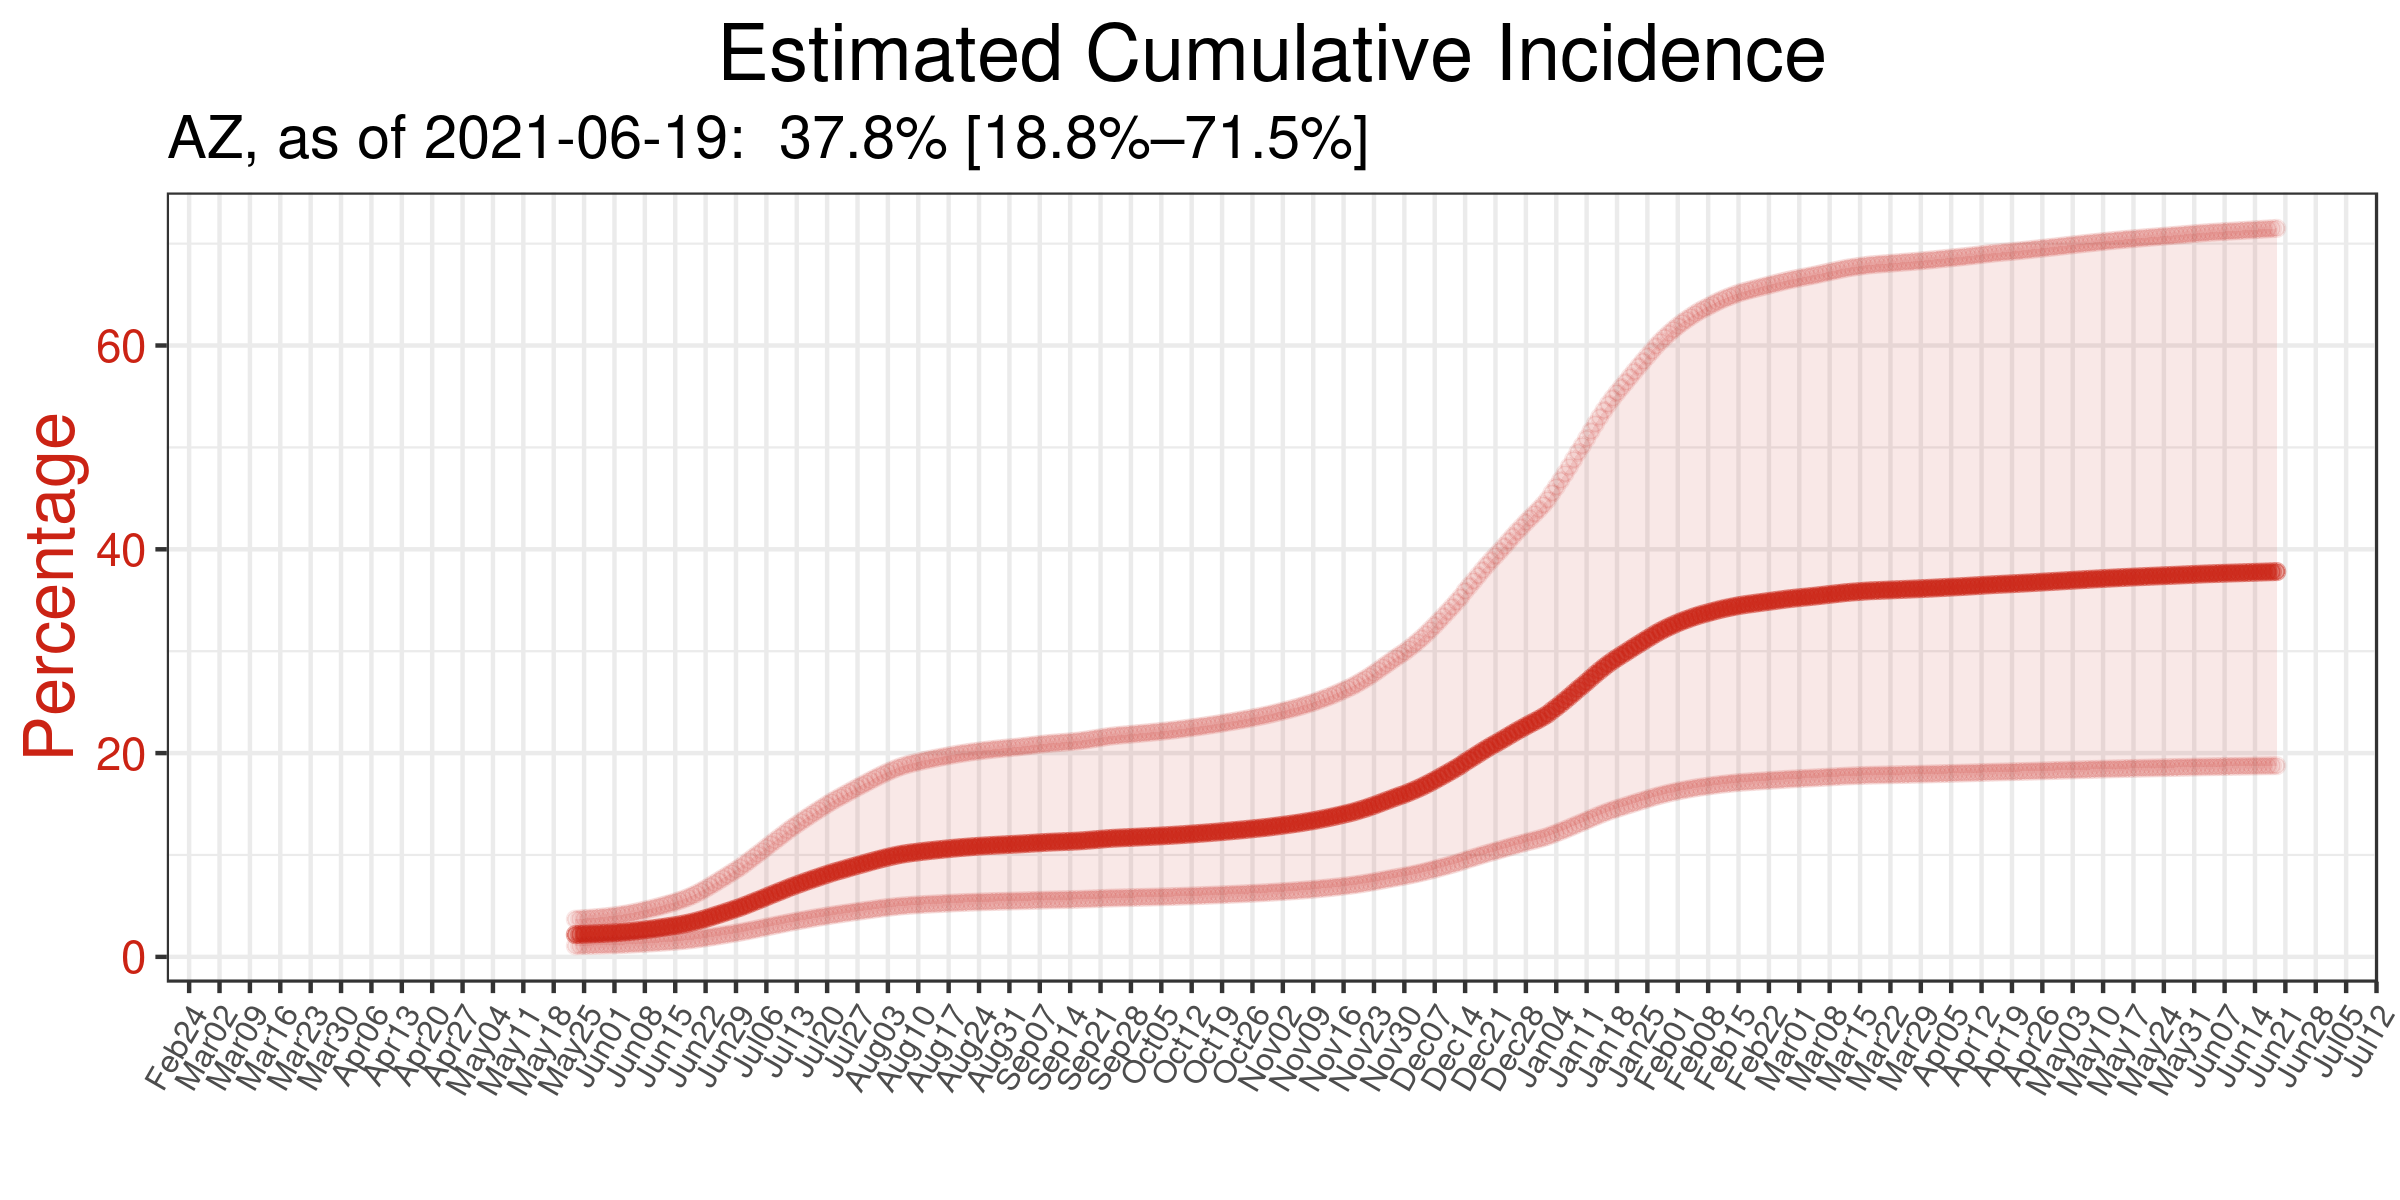 Estimated Cumulative Incidence
AZ, as of 2021-06-19: 37.8% [18.8%–71.5%]
Percentage
60
40
20
0
Feb24
Mar02
Mar09
Mar16
Mar23
Mar30
Apr06
Apr13
Apr20
Apr27
May04
May11
May18
May25
Jun01
Jun08
Jun15
Jun22
Jun29
Jul06
Jul13
Jul20
Jul27
Aug03
Aug10
Aug17
Aug24
Aug31
Sep07
Sep14
Sep21
Sep28
Oct05
Oct12
Oct19
Oct26
Nov02
Nov09
Nov16
Nov23
Nov30
Dec07
Dec14
Dec21
Dec28
Jan04
Jan11
Jan18
Jan25
Feb01
Feb08
Feb15
Feb22
Mar01
Mar08
Mar15
Mar22
Mar29
Apr05
Apr12
Apr19
Apr26
May03
May10
May17
May24
May31
Jun07
Jun14
Jun21
Jun28
Jul05
Jul12